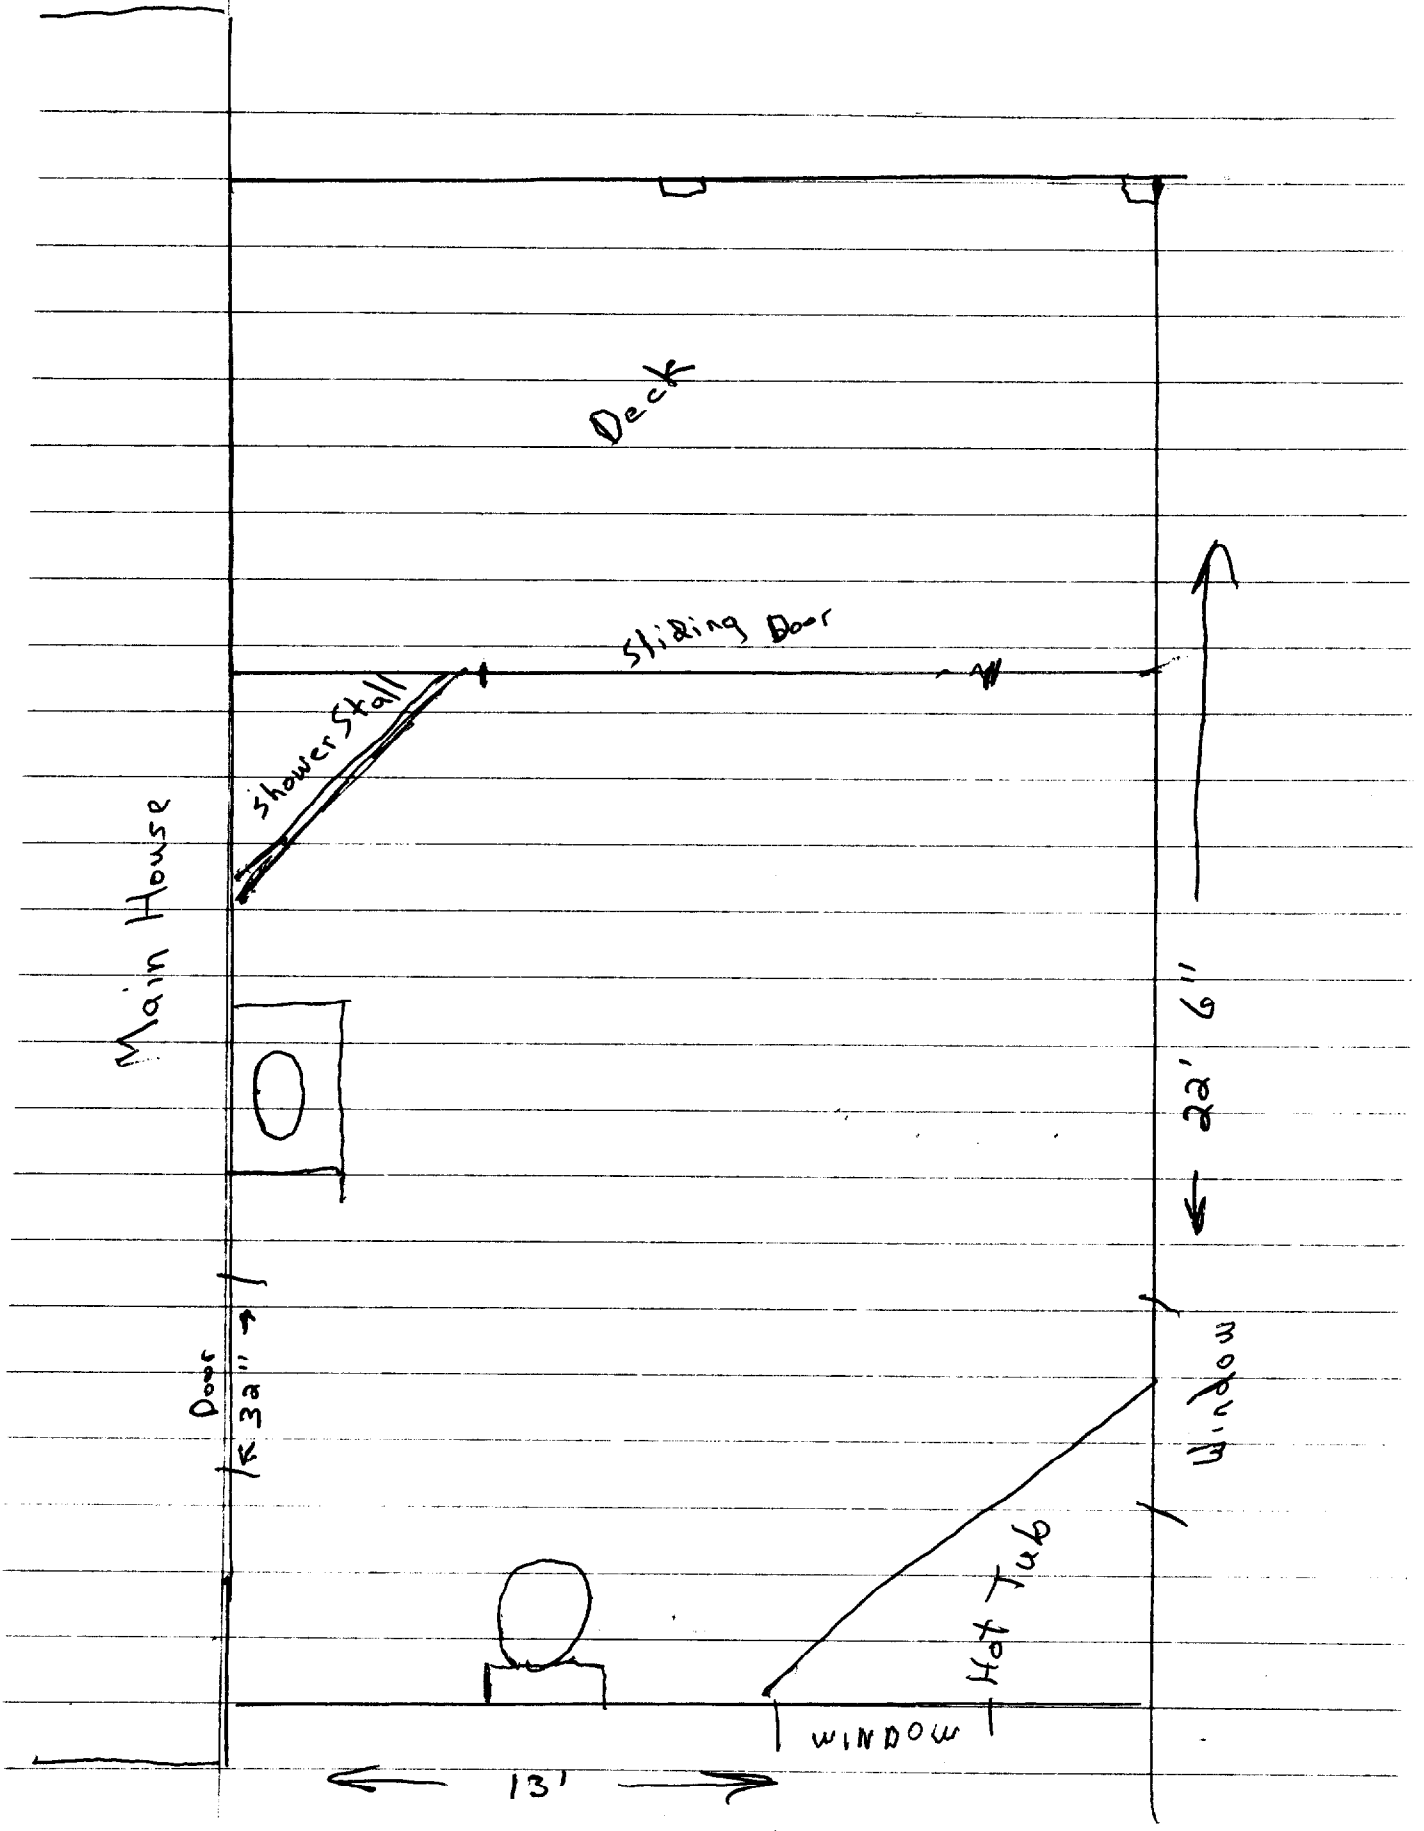 Deck
Sliding Door
Shower Stall
Main House
22' 6"
Door
32"
Window
Hot Tub
WINDOW
13'